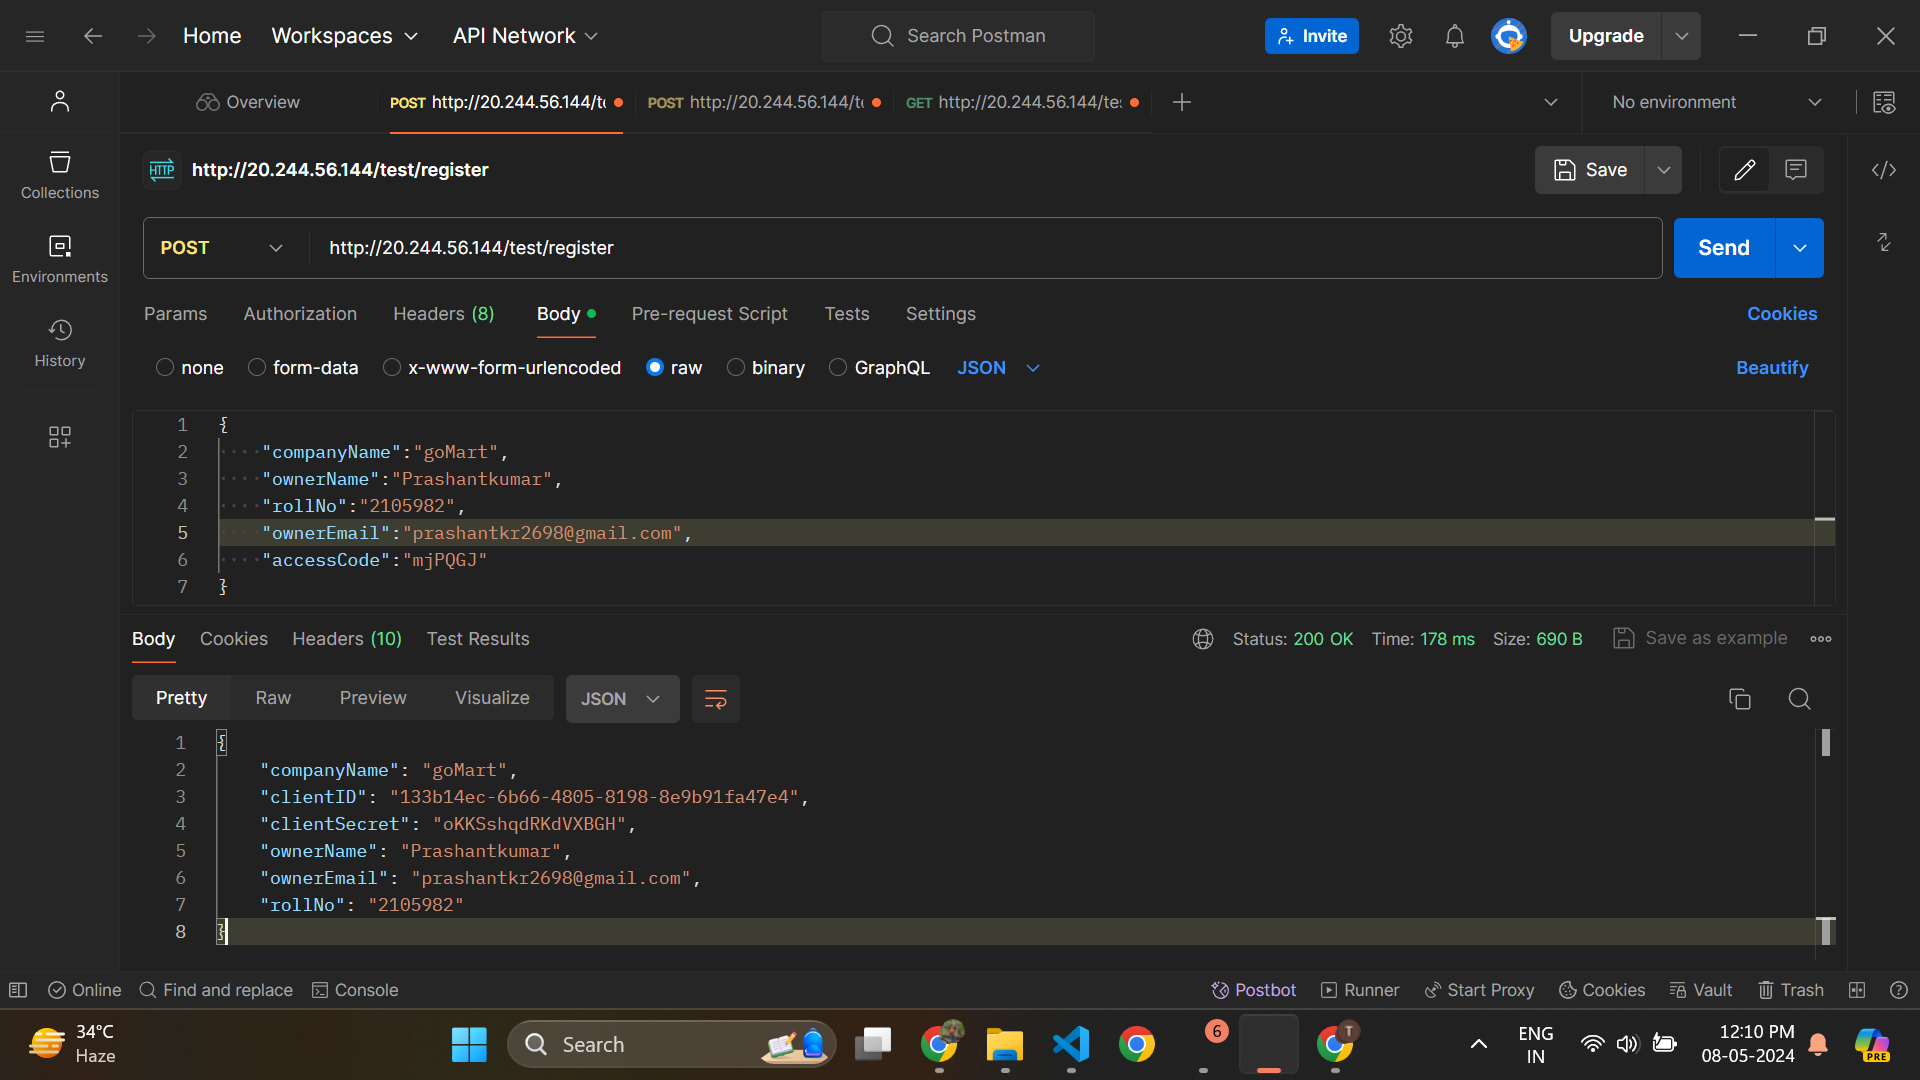 Home Workspaces API Network Search Postman Invite Upgrade
Overview POST http://20.244.56.144/te POST http://20.244.56.144/t GET http://20.244.56.144/tes No environment
HTTP http://20.244.56.144/test/register Save
Collections
POST http://20.244.56.144/test/register Send
Environments
Params Authorization Headers (8) Body Pre-request Script Tests Settings Cookies
History
none form-data x-www-form-urlencoded raw binary GraphQL JSON Beautify
1 {
2 "companyName":"goMart",
3 "ownerName":"Prashantkumar",
4 "rollNo":"2105982",
5 "ownerEmail":"prashantkr2698@gmail.com",
6 "accessCode":"mjPQGJ"
7 }
Body Cookies Headers (10) Test Results Status: 200 OK Time: 178 ms Size: 690 B Save as example
Pretty Raw Preview Visualize JSON
1 {
2 "companyName": "goMart",
3 "clientID": "133b14ec-6b66-4805-8198-8e9b91fa47e4",
4 "clientSecret": "oKKSshqdRKdVXBGH",
5 "ownerName": "Prashantkumar",
6 "ownerEmail": "prashantkr2698@gmail.com",
7 "rollNo": "2105982"
8 }
Online Find and replace Console Postbot Runner Start Proxy Cookies Vault Trash
34°C
Haze
Search
6
T
ENG
IN
12:10 PM
08-05-2024
PRE